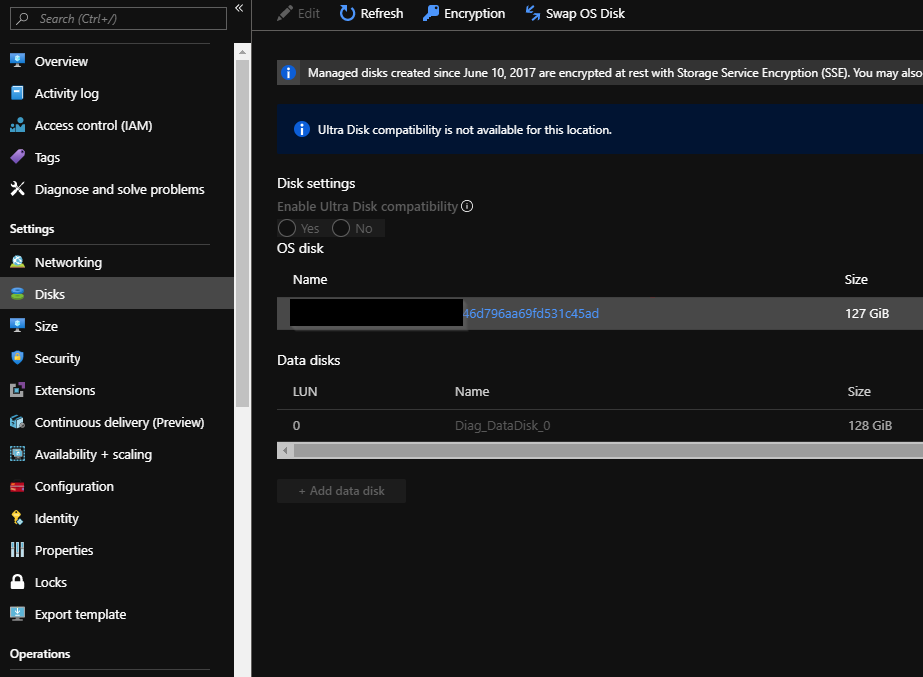 Search (Ctrl+/)
«
Overview
Activity log
Access control (IAM)
Tags
Diagnose and solve problems
Settings
Networking
Disks
Size
Security
Extensions
Continuous delivery (Preview)
Availability + scaling
Configuration
Identity
Properties
Locks
Export template
Operations
Edit Refresh Encryption Swap OS Disk
Managed disks created since June 10, 2017 are encrypted at rest with Storage Service Encryption (SSE). You may also
Ultra Disk compatibility is not available for this location.
Disk settings
Enable Ultra Disk compatibility
Yes No
OS disk
Name Size
46d796aa69fd531c45ad 127 GiB
Data disks
LUN Name Size
0 Diag_DataDisk_0 128 GiB
+ Add data disk